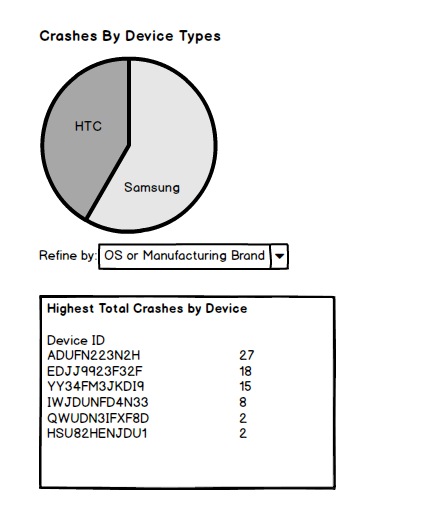 Crashes By Device Types
HTC
Samsung
Refine by: OS or Manufacturing Brand
Highest Total Crashes by Device
Device ID
ADUFN223N2H 27
EDJJ9923F32F 18
YY34FM3JKDI9 15
IWJDUNFD4N33 8
QWUDN3IFXF8D 2
HSU82HENJDU1 2